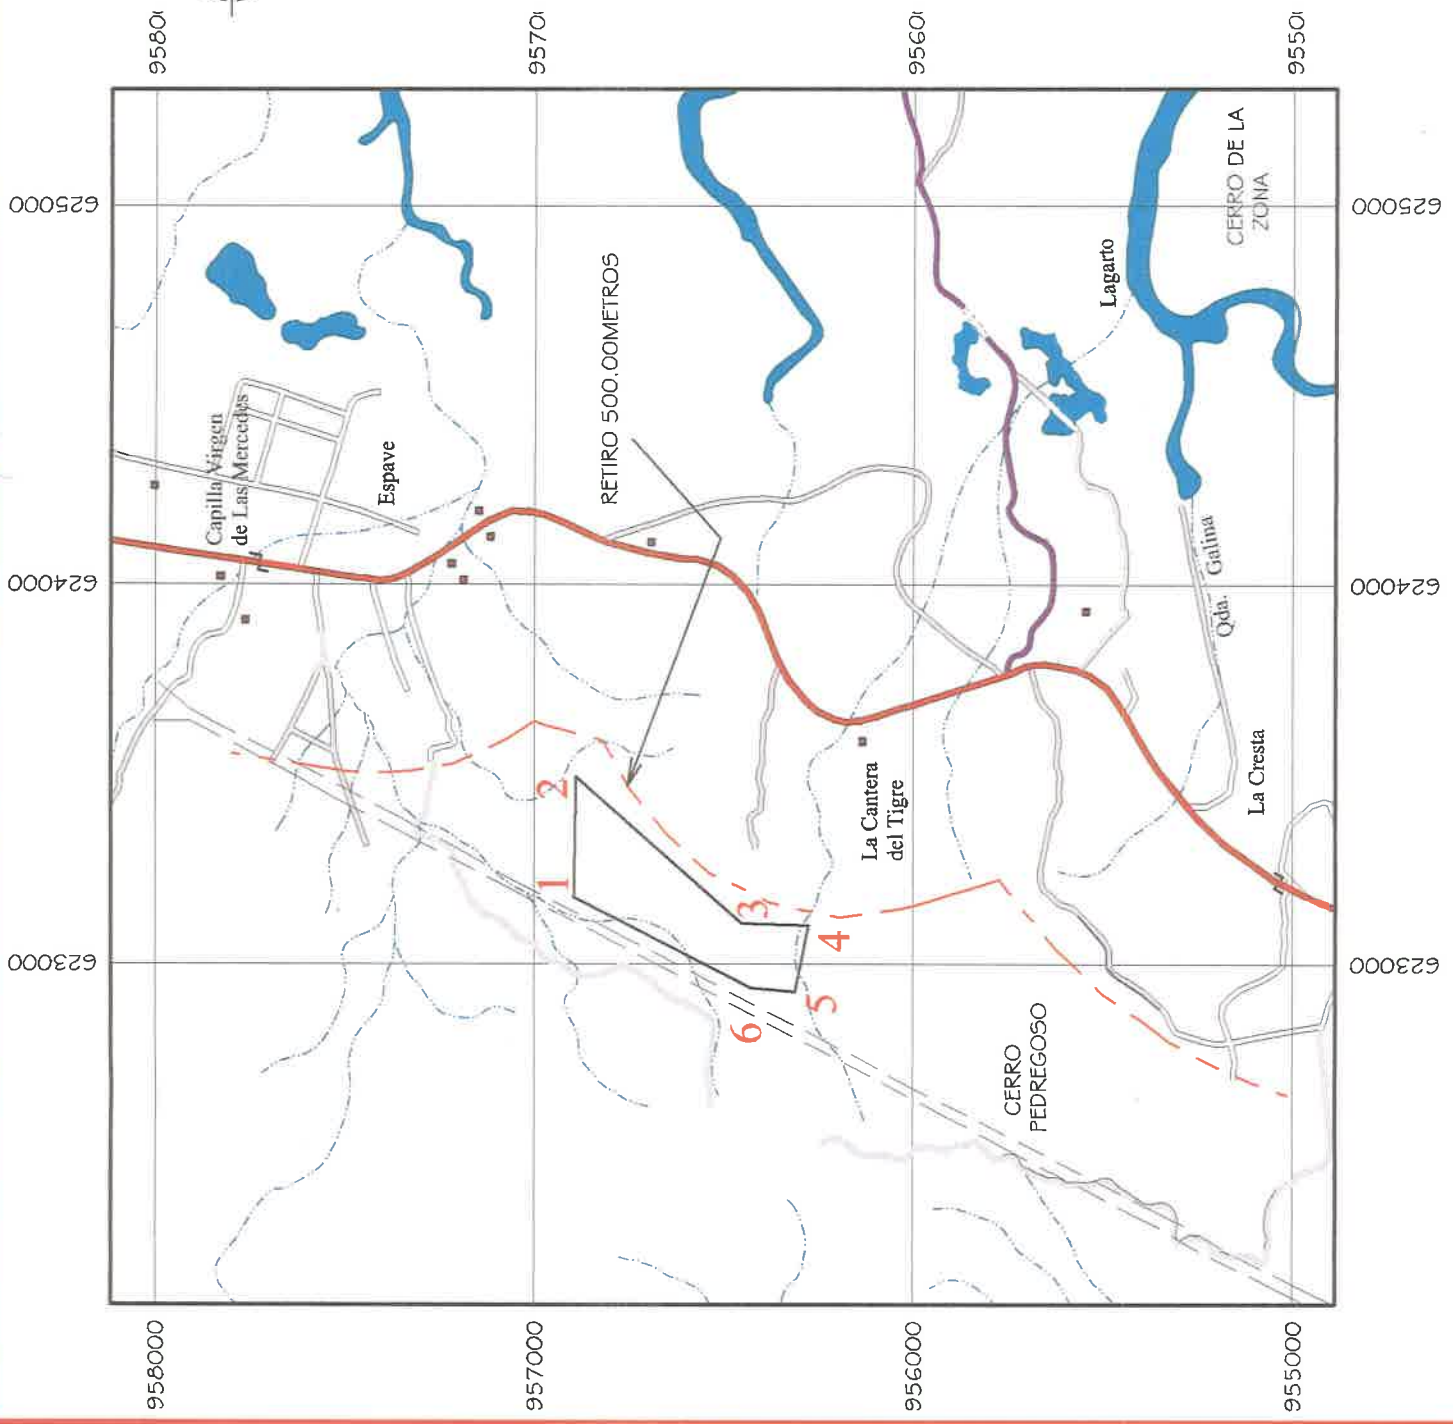 9580
9570
9560
9550
625000
625000
CERRO DE LA
ZONA
Lagarto
RETIRO 500.00METROS
Capilla Virgen
de Las Mercedes
Espave
624000
624000
Qda. Galina
La Cresta
La Cantera
del Tigre
2
1
3
4
5
6
623000
623000
CERRO
PEDREGOSO
958000
957000
956000
955000